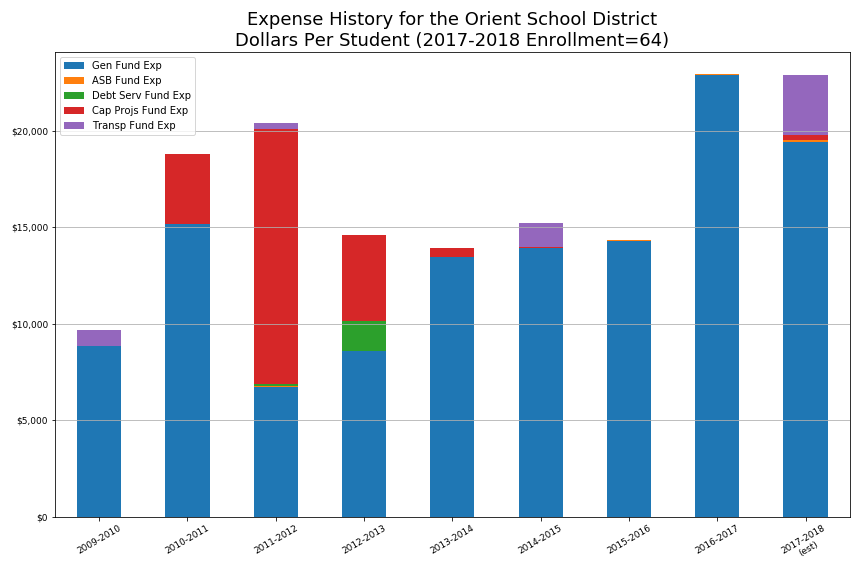 Expense History for the Orient School District
Dollars Per Student (2017-2018 Enrollment=64)
Gen Fund Exp
ASB Fund Exp
Debt Serv Fund Exp
Cap Projs Fund Exp
Transp Fund Exp
$20,000
$15,000
$10,000
$5,000
$0
2009-2010
2010-2011
2011-2012
2012-2013
2013-2014
2014-2015
2015-2016
2016-2017
2017-2018
(est)